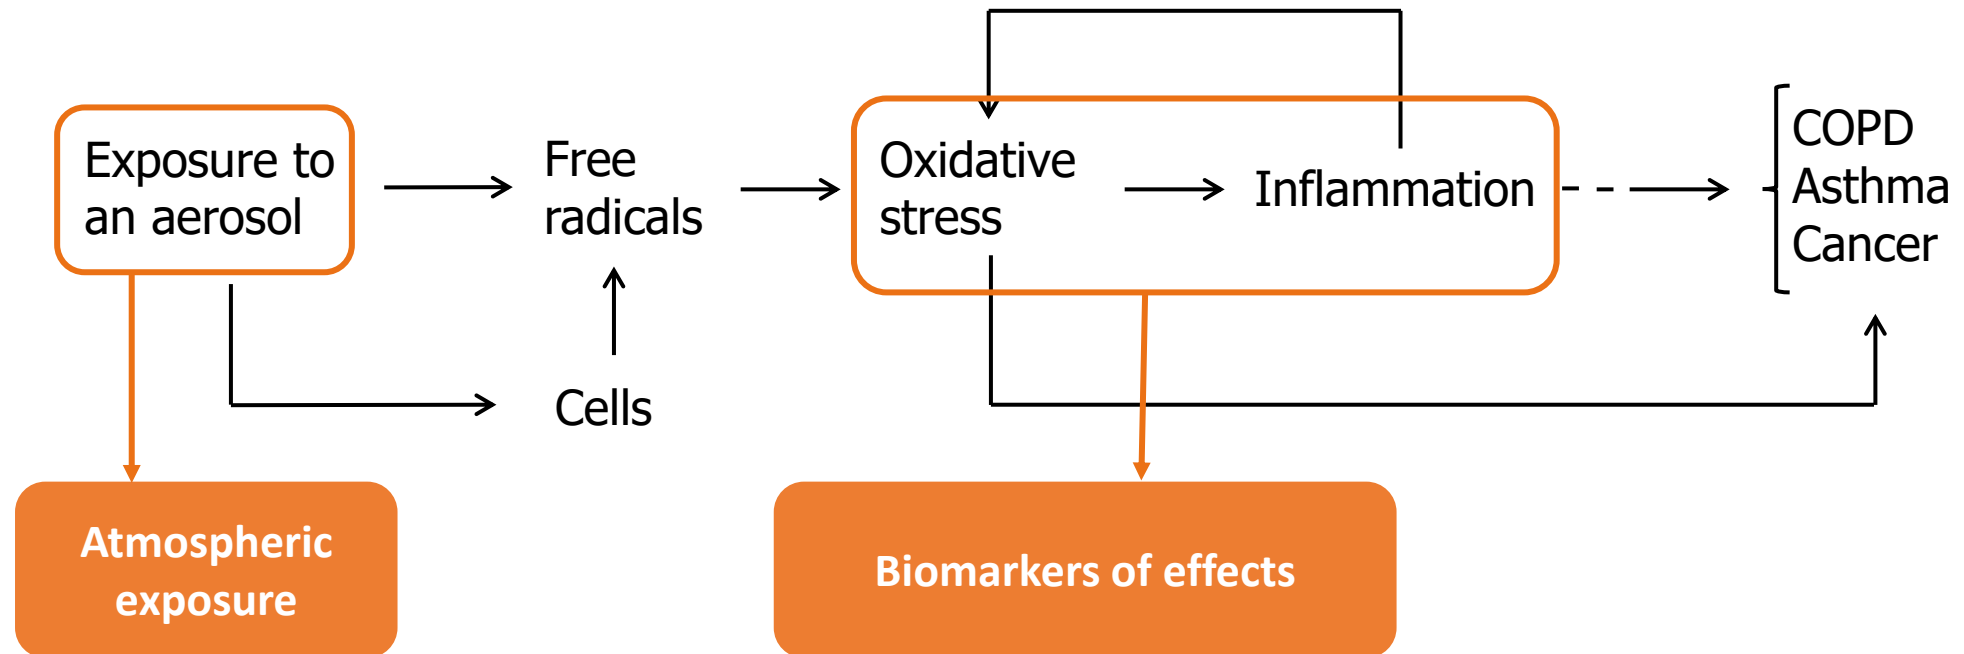 Exposure to
an aerosol
Free
radicals
Oxidative
stress
Inflammation
COPD
Asthma
Cancer
Cells
Atmospheric
exposure
Biomarkers of effects